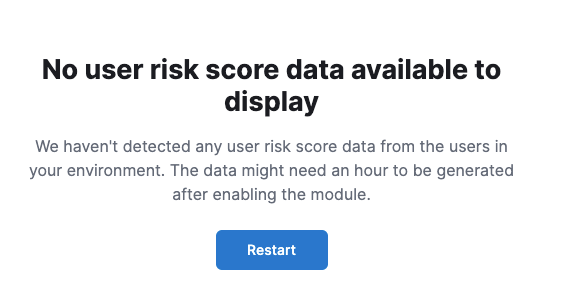 No user risk score data available to
display
We haven't detected any user risk score data from the users in
your environment. The data might need an hour to be generated
after enabling the module.
Restart